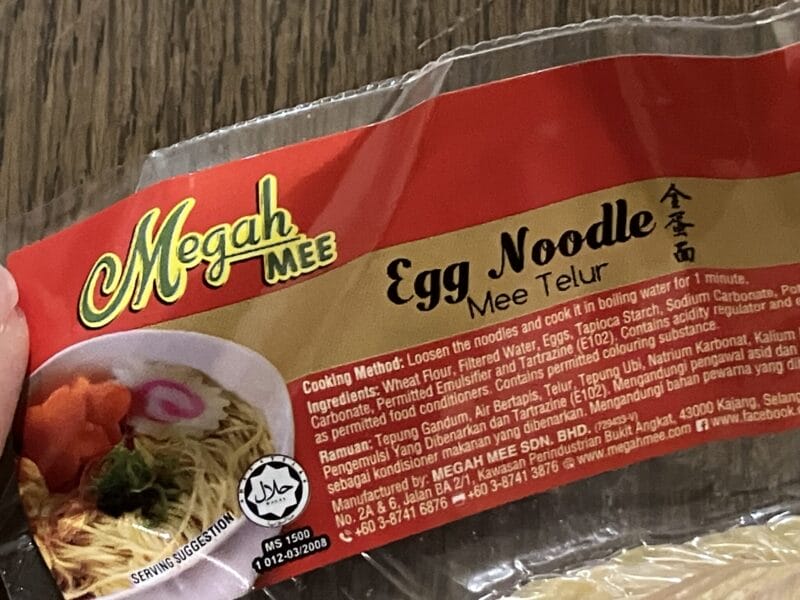 Megah
MEE
Egg Noodle
全蛋面
Mee Telur
Cooking Method: Loosen the noodles and cook it in boiling water for 1 minute.
Ingredients: Wheat Flour, Filtered Water, Eggs, Tapioca Starch, Sodium Carbonate,
Carbonate, Permitted Emulsifier and Tartrazine (E102). Contains acidity regulator and
as permitted food conditioners. Contains permitted colouring substance.
Ramuan: Tepung Gandum, Air Bertapis, Telur, Tepung Ubi, Natrium Karbonat, Kalium
Pengemulsi Yang Dibenarkan dan Tartrazine (E102). Mengandungi pengawal asid dan
sebagai kondisioner makanan yang dibenarkan. Mengandungi bahan pewarna yang
Manufactured by: MEGAH MEE SDN. BHD. (729433-V)
No. 2A & 6, Jalan BA 2/1, Kawasan Perindustrian Bukit Angkat, 43000 Kajang,
+60 3-8741 6876 +60 3-8741 3876 www.megahmee.com www.facebook.
حلال
MS 1500
1 012-03/2008
SERVING SUGGESTION